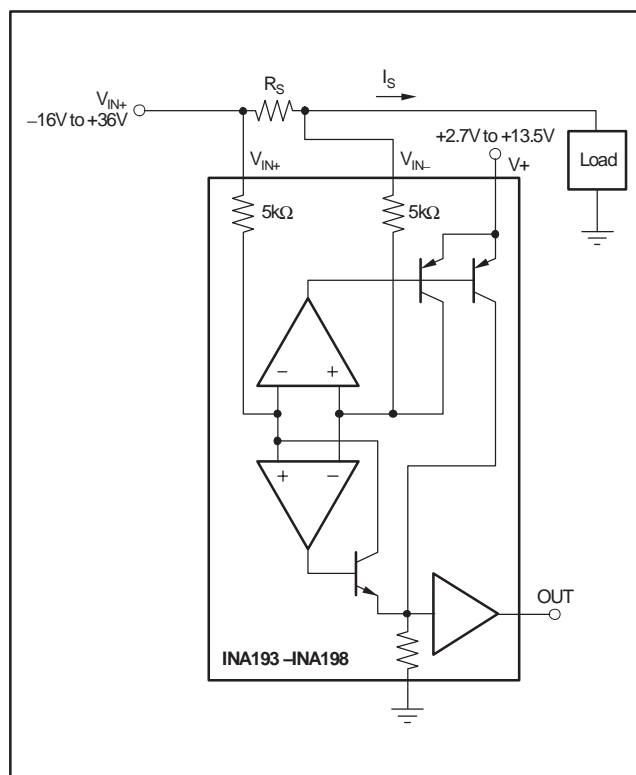 R_S
I_S
V_IN+
–16V to +36V
+2.7V to +13.5V
V_IN+
V_IN–
V+
Load
5kΩ
5kΩ
–
+
+
–
OUT
INA193 –INA198